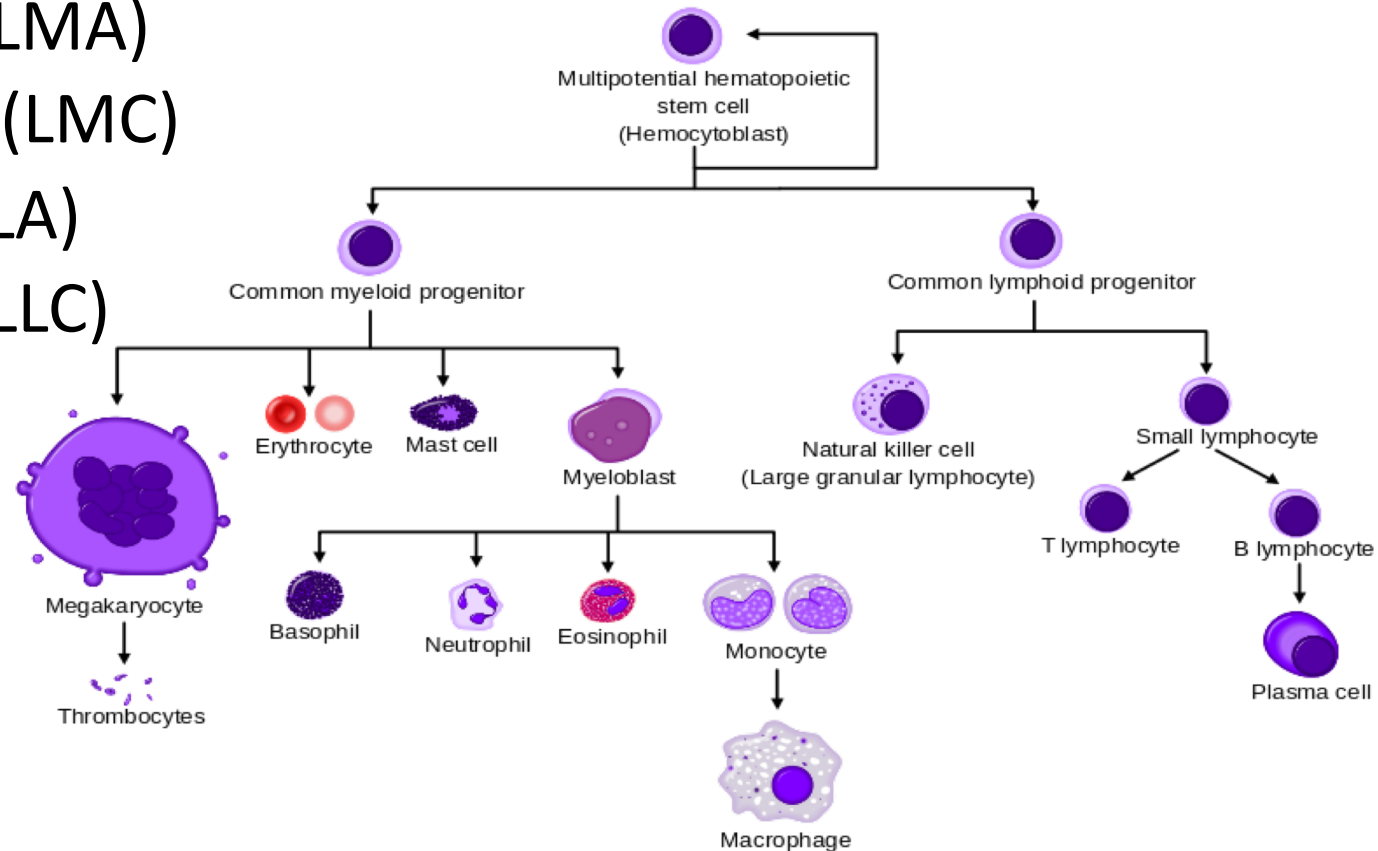 LMA)
(LMC)
LA)
LLC)
Multipotential hematopoietic
stem cell
(Hemocytoblast)
Common myeloid progenitor
Common lymphoid progenitor
Erythrocyte
Mast cell
Myeloblast
Natural killer cell
(Large granular lymphocyte)
Small lymphocyte
T lymphocyte
B lymphocyte
Megakaryocyte
Basophil
Neutrophil
Eosinophil
Monocyte
Plasma cell
Thrombocytes
Macrophage